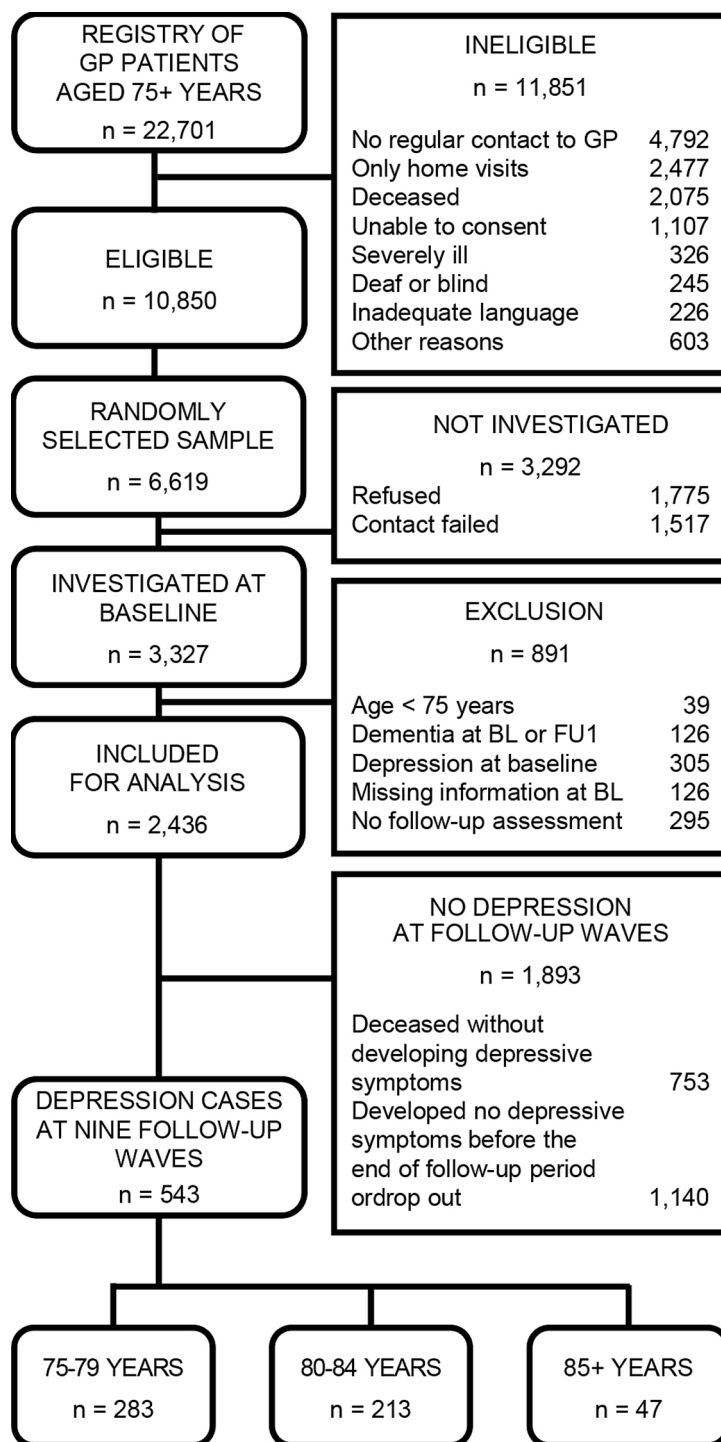 REGISTRY OF
GP PATIENTS
AGED 75+ YEARS
n = 22,701
INELIGIBLE
n = 11,851
No regular contact to GP 4,792
Only home visits 2,477
Deceased 2,075
Unable to consent 1,107
Severely ill 326
Deaf or blind 245
Inadequate language 226
Other reasons 603
ELIGIBLE
n = 10,850
RANDOMLY
SELECTED SAMPLE
n = 6,619
NOT INVESTIGATED
n = 3,292
Refused 1,775
Contact failed 1,517
INVESTIGATED AT
BASELINE
n = 3,327
EXCLUSION
n = 891
Age < 75 years 39
Dementia at BL or FU1 126
Depression at baseline 305
Missing information at BL 126
No follow-up assessment 295
INCLUDED
FOR ANALYSIS
n = 2,436
NO DEPRESSION
AT FOLLOW-UP WAVES
n = 1,893
Deceased without
developing depressive
symptoms 753
Developed no depressive
symptoms before the
end of follow-up period
ordrop out 1,140
DEPRESSION CASES
AT NINE FOLLOW-UP
WAVES
n = 543
75-79 YEARS
n = 283
80-84 YEARS
n = 213
85+ YEARS
n = 47